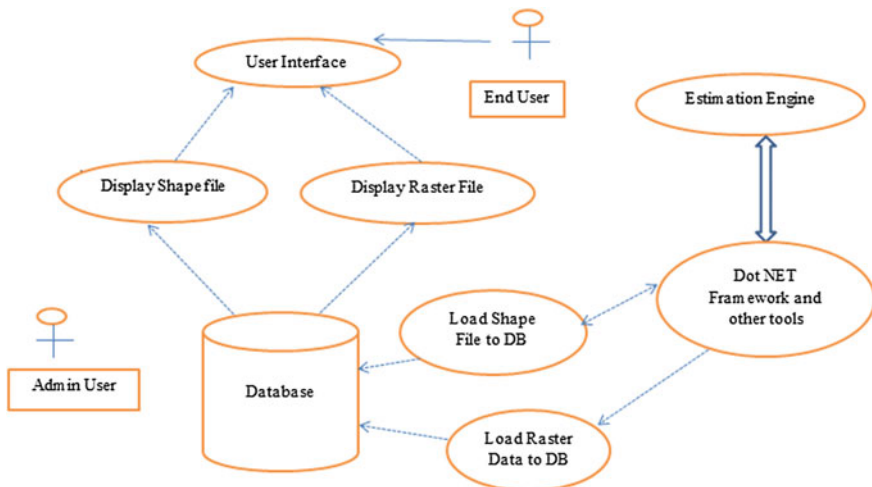 User Interface
End User
Estimation Engine
Display Shape file
Display Raster File
Dot NET
Framework and
other tools
Load Shape
File to DB
Admin User
Database
Load Raster
Data to DB